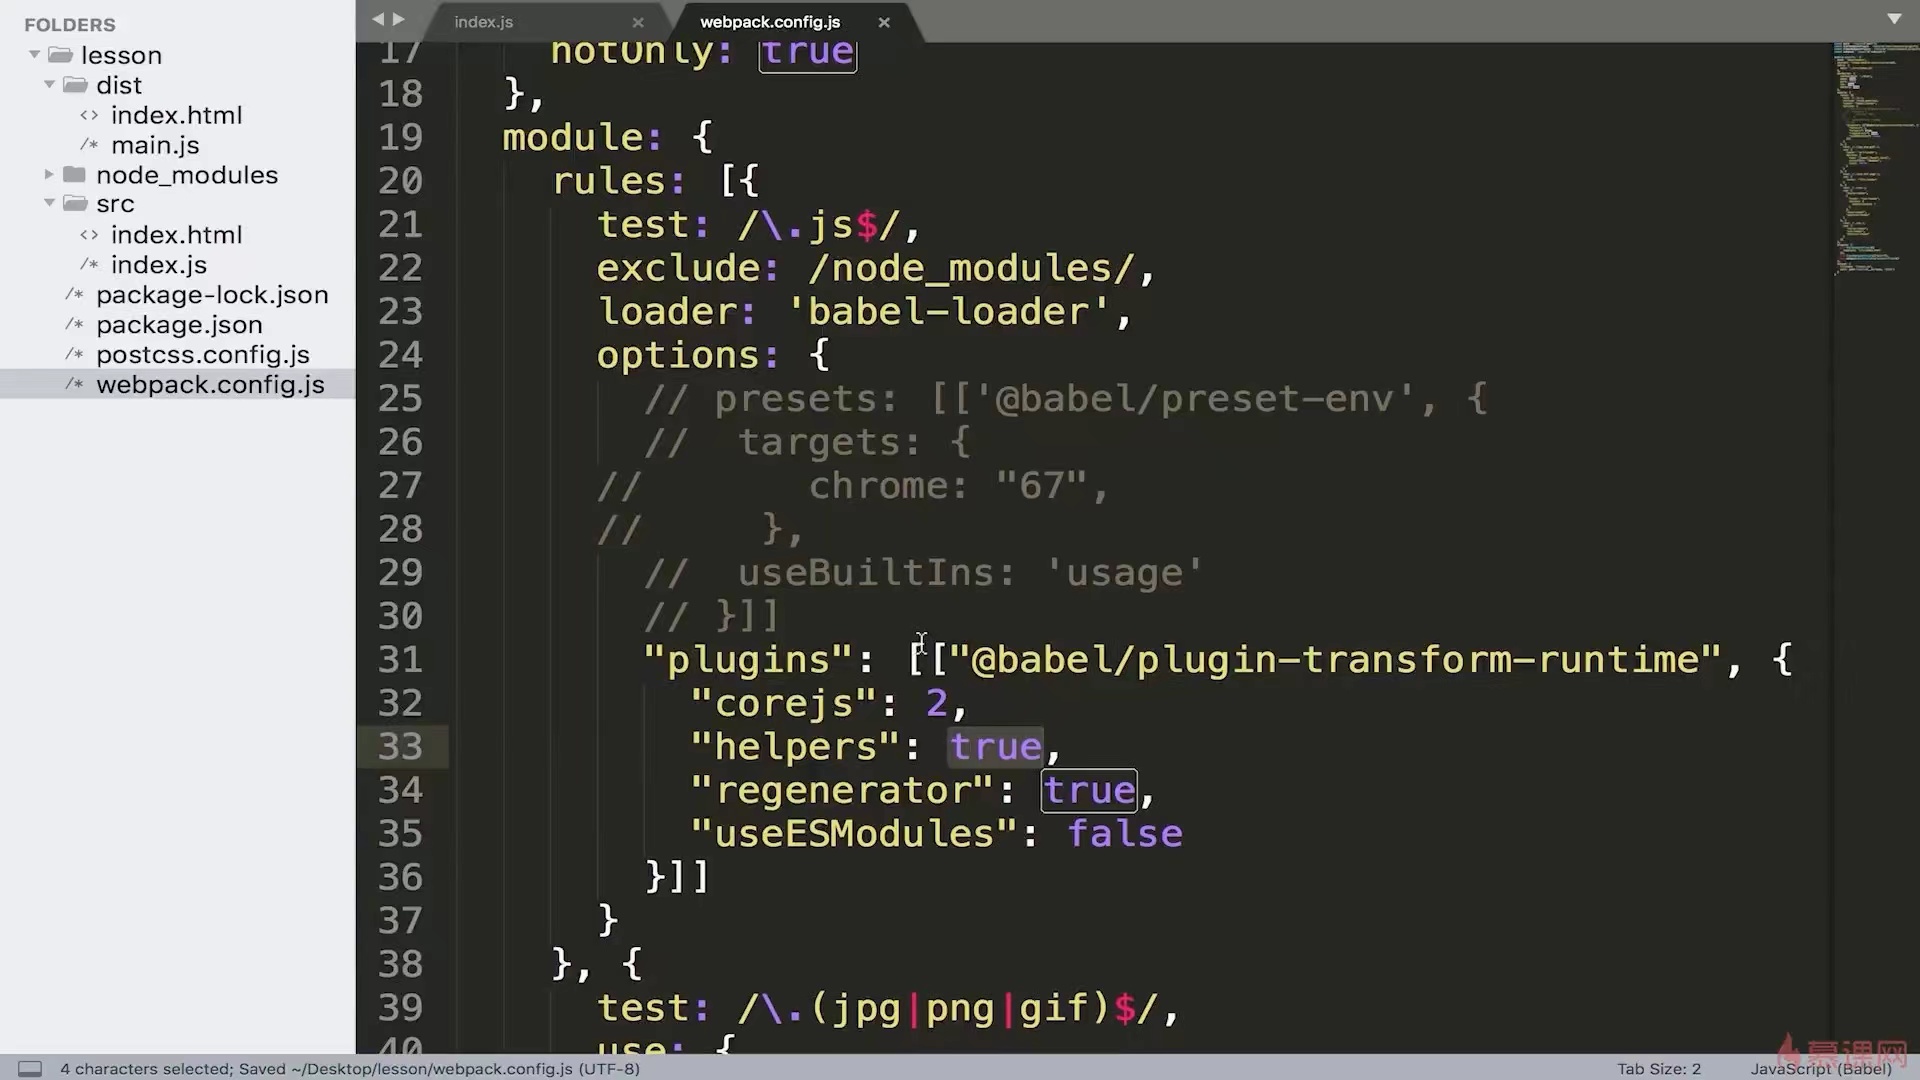 FOLDERS
lesson
dist
<> index.html
/* main.js
node_modules
src
<> index.html
/* index.js
/* package-lock.json
/* package.json
/* postcss.config.js
/* webpack.config.js
index.js
webpack.config.js
17 hotOnly: true
18 },
19 module: {
20 rules: [{
21 test: /\.js$/,
22 exclude: /node_modules/,
23 loader: 'babel-loader',
24 options: {
25 // presets: [['@babel/preset-env', {
26 // targets: {
27 // chrome: "67",
28 // },
29 // useBuiltIns: 'usage'
30 // }]]
31 "plugins": [["@babel/plugin-transform-runtime", {
32 "corejs": 2,
33 "helpers": true,
34 "regenerator": true,
35 "useESModules": false
36 }]]
37 }
38 }, {
39 test: /\.(jpg|png|gif)$/,
40 use: {
4 characters selected; Saved ~/Desktop/lesson/webpack.config.js (UTF-8)
Tab Size: 2
JavaScript (Babel)
慕课网